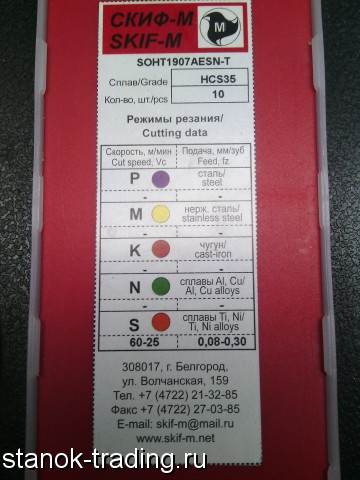 СКИФ-М
SKIF-M
M
SOHT1907AESN-T
Сплав/Grade HCS35
Кол-во, шт./pcs 10
Режимы резания/
Cutting data
Скорость, м/мин Подача, мм/зуб
Cut speed, Vc Feed, fz
P сталь/
steel
- -
M нерж. сталь/
stainless steel
- -
K чугун/
cast-iron
- -
N сплавы Al, Cu/
Al, Cu alloys
- -
S сплавы Ti, Ni/
Ti, Ni alloys
60-25 0,08-0,30
308017, г. Белгород,
ул. Волчанская, 159
Тел. +7 (4722) 21-32-85
Факс +7 (4722) 27-03-85
E-mail: skif-m@mail.ru
www.skif-m.net
stanok-trading.ru